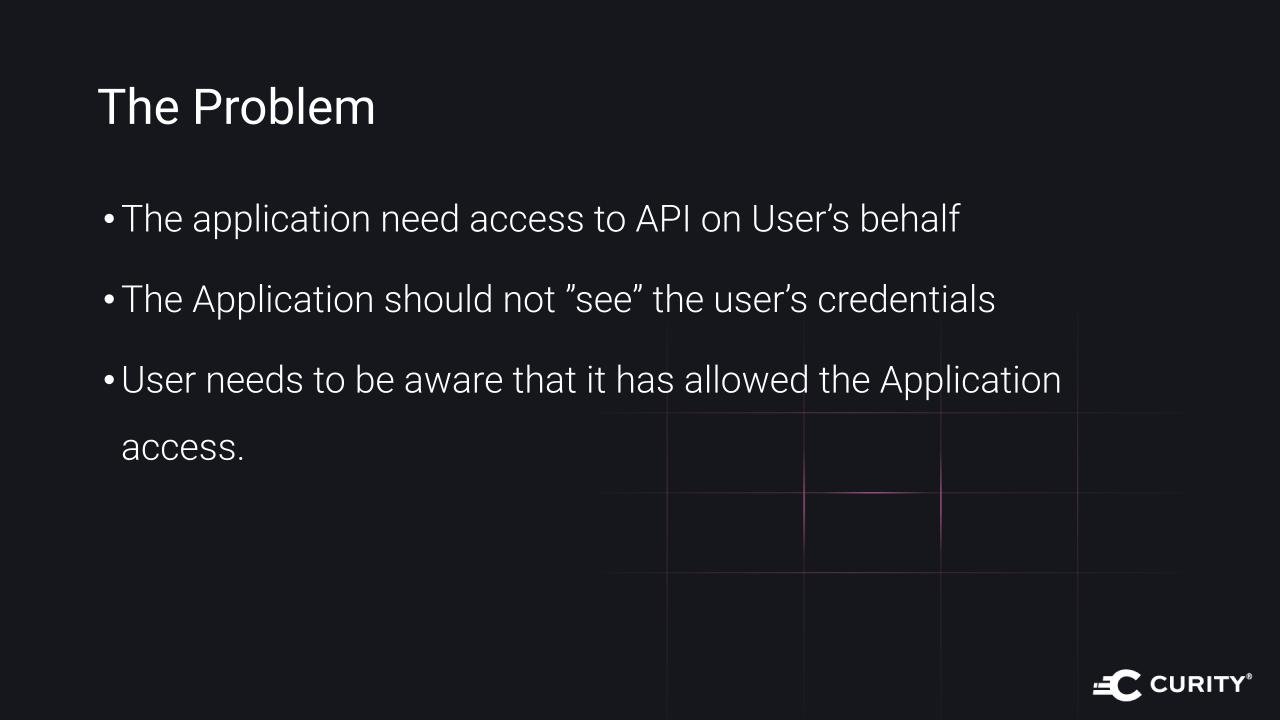 The Problem
• The application need access to API on User’s behalf
• The Application should not ”see” the user’s credentials
• User needs to be aware that it has allowed the Application
access.
CURITY®